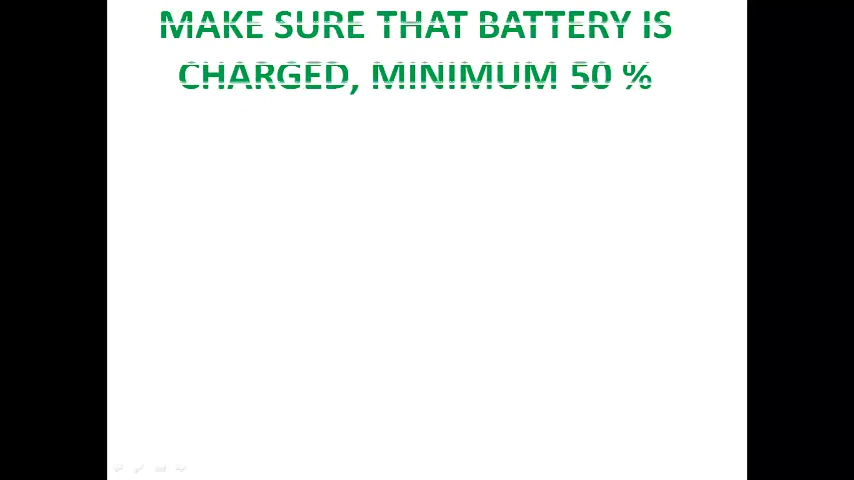 MAKE SURE THAT BATTERY IS
CHARGED, MINIMUM 50 %